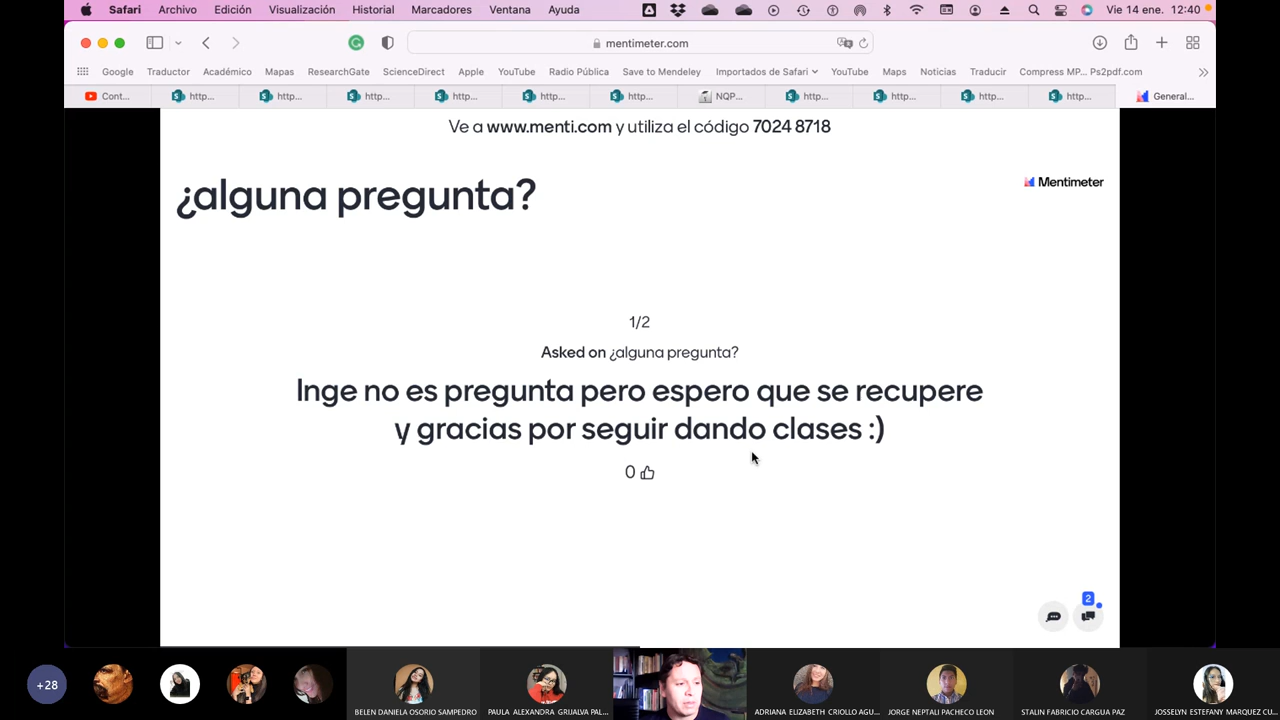 Safari Archivo Edición Visualización Historial Marcadores Ventana Ayuda Vie 14 ene. 12:40
mentimeter.com
Google Traductor Académico Mapas ResearchGate ScienceDirect Apple YouTube Radio Pública Save to Mendeley Importados de Safari YouTube Maps Noticias Traducir Compress MP... Ps2pdf.com
Cont... http... http... http... http... http... http... NQP... http... http... http... http... General...
Ve a www.menti.com y utiliza el código 7024 8718
¿alguna pregunta?
Mentimeter
1/2
Asked on ¿alguna pregunta?
Inge no es pregunta pero espero que se recupere
y gracias por seguir dando clases :)
0
2
+28
BELEN DANIELA OSORIO SAMPEDRO
PAULA ALEXANDRA GRIJALVA PAL...
ADRIANA ELIZABETH CRIOLLO AGU...
JORGE NEPTALI PACHECO LEON
STALIN FABRICIO CARGUA PAZ
JOSSELYN ESTEFANY MARQUEZ CU...